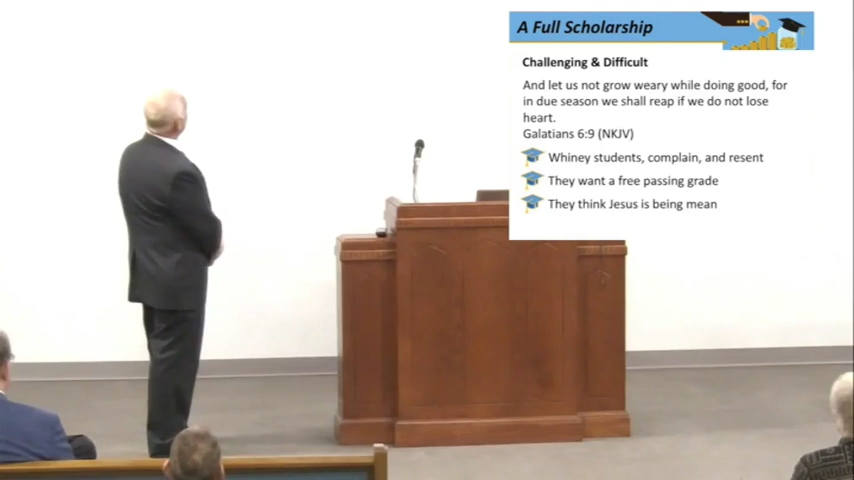 A Full Scholarship
Challenging & Difficult
And let us not grow weary while doing good, for
in due season we shall reap if we do not lose
heart.
Galatians 6:9 (NKJV)
Whiney students, complain, and resent
They want a free passing grade
They think Jesus is being mean